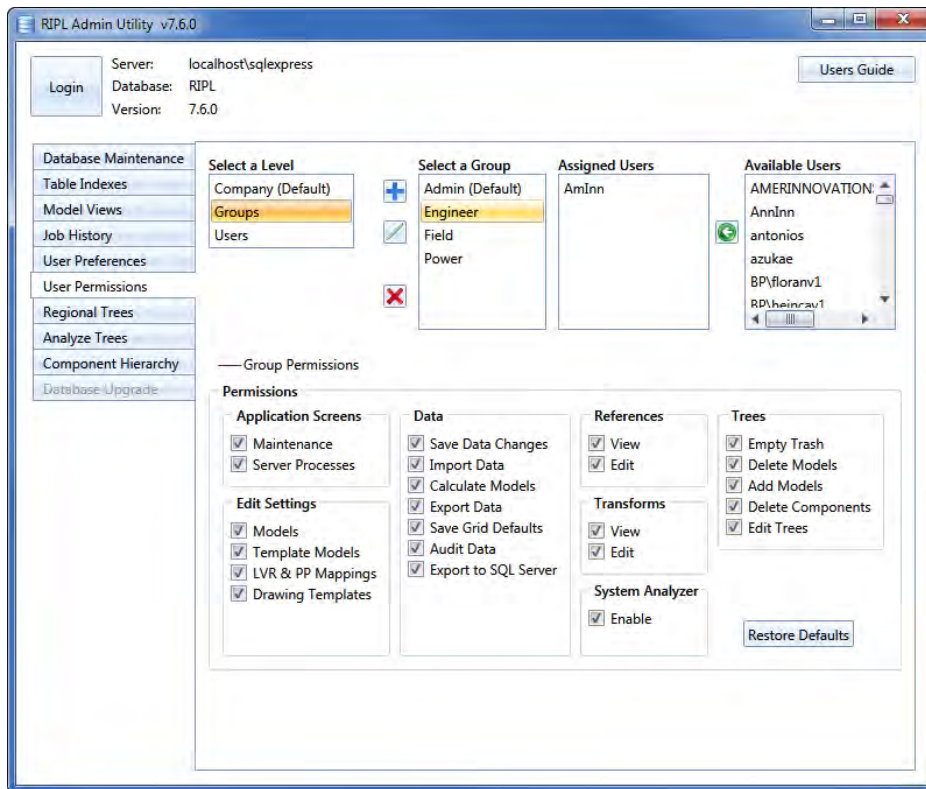 RIPL Admin Utility v7.6.0
Login
Server: localhost\sqlexpress
Database: RIPL
Version: 7.6.0
Users Guide
Database Maintenance
Table Indexes
Model Views
Job History
User Preferences
User Permissions
Regional Trees
Analyze Trees
Component Hierarchy
Database Upgrade
Select a Level
Company (Default)
Groups
Users
Select a Group
Admin (Default)
Engineer
Field
Power
Assigned Users
AmInn
Available Users
AMERINNOVATION
AnnInn
antonios
azukae
BP\floranv1
BP\heincav1
Group Permissions
Permissions
Application Screens
Maintenance
Server Processes
Edit Settings
Models
Template Models
LVR & PP Mappings
Drawing Templates
Data
Save Data Changes
Import Data
Calculate Models
Export Data
Save Grid Defaults
Audit Data
Export to SQL Server
References
View
Edit
Transforms
View
Edit
System Analyzer
Enable
Trees
Empty Trash
Delete Models
Add Models
Delete Components
Edit Trees
Restore Defaults